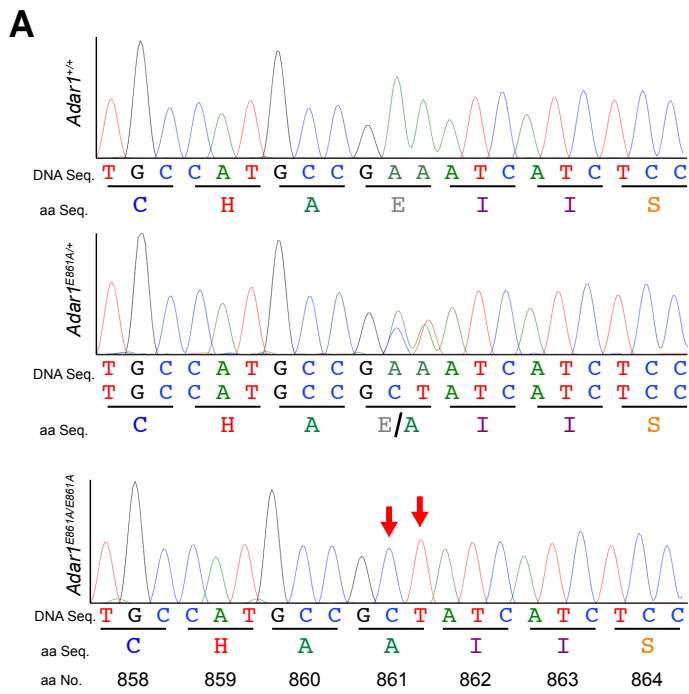 A
Adar1+/+
DNA Seq. T G C C A T G C C G A A A T C A T C T C C
aa Seq. C H A E I I S
Adar1E861A/+
DNA Seq. T G C C A T G C C G A A A T C A T C T C C
T G C C A T G C C G C T A T C A T C T C C
aa Seq. C H A E/A I I S
Adar1E861A/E861A
DNA Seq. T G C C A T G C C G C T A T C A T C T C C
aa Seq. C H A A I I S
aa No. 858 859 860 861 862 863 864